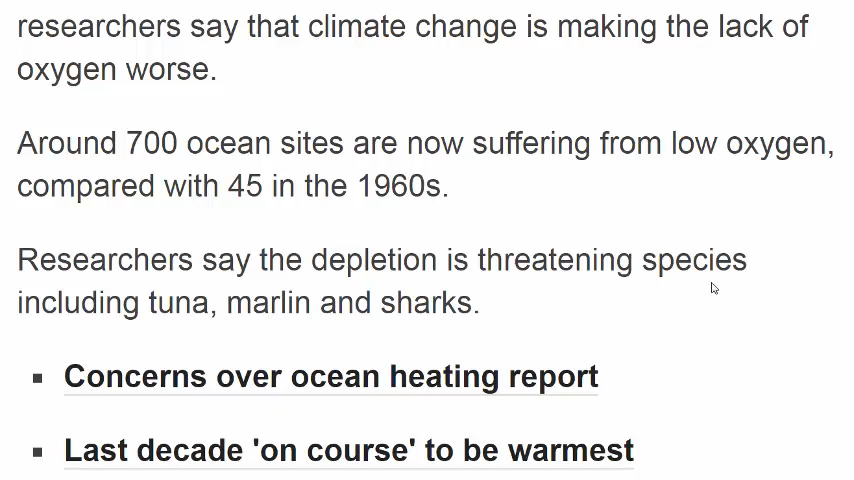 researchers say that climate change is making the lack of
oxygen worse.
Around 700 ocean sites are now suffering from low oxygen,
compared with 45 in the 1960s.
Researchers say the depletion is threatening species
including tuna, marlin and sharks.
Concerns over ocean heating report
Last decade 'on course' to be warmest